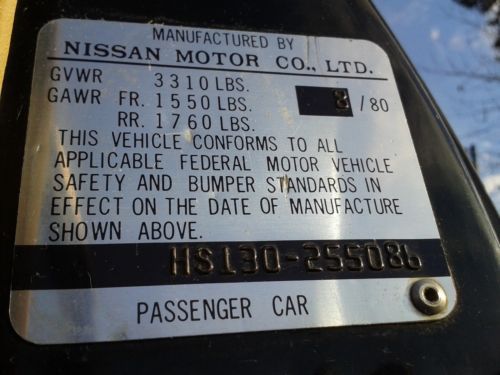 MANUFACTURED BY
NISSAN MOTOR CO., LTD.
GVWR 3310 LBS.
GAWR FR. 1550 LBS. 8 / 80
RR. 1760 LBS.
THIS VEHICLE CONFORMS TO ALL
APPLICABLE FEDERAL MOTOR VEHICLE
SAFETY AND BUMPER STANDARDS IN
EFFECT ON THE DATE OF MANUFACTURE
SHOWN ABOVE.
HS130-255086
PASSENGER CAR